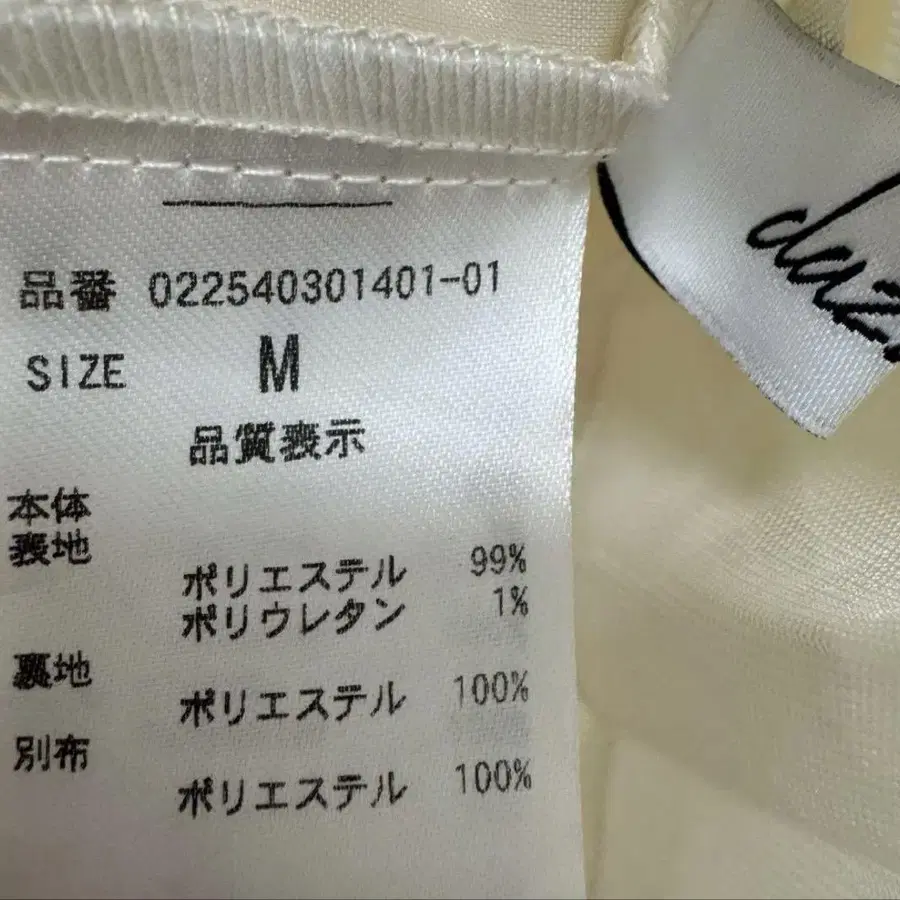 品番 022540301401-01
SIZE M
品質表示
本体
表地
ポリエステル 99%
ポリウレタン 1%
裏地
ポリエステル 100%
別布
ポリエステル 100%